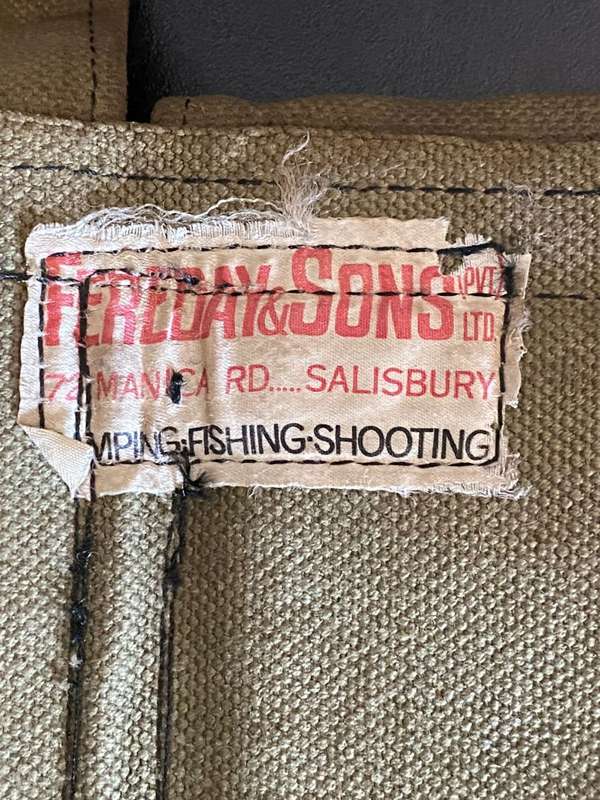 FEREDAY & SONS (PVT) LTD.
72 MANICA RD.....SALISBURY
MPING·FISHING·SHOOTING